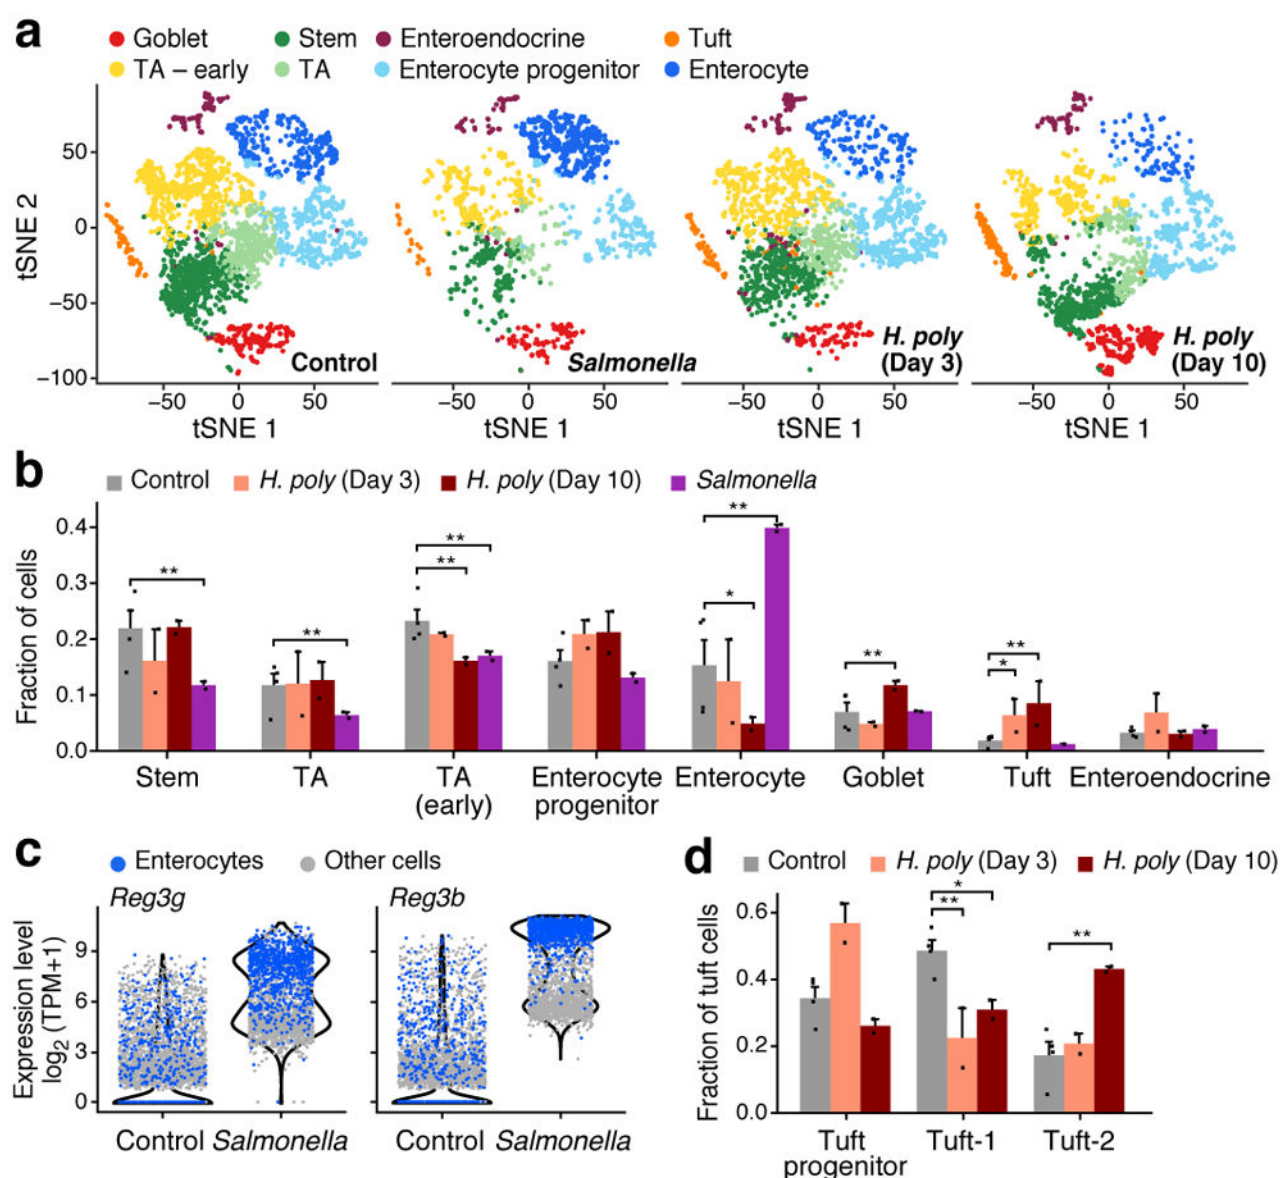 a
Goblet Stem Enteroendocrine Tuft
TA – early TA Enterocyte progenitor Enterocyte
tSNE 2
50
0
−50
−100
Control
Salmonella
H. poly
(Day 3)
H. poly
(Day 10)
−50 0 50 −50 0 50 −50 0 50 −50 0 50
tSNE 1 tSNE 1 tSNE 1 tSNE 1
b
Control H. poly (Day 3) H. poly (Day 10) Salmonella
Fraction of cells
0.4
0.3
0.2
0.1
0.0
** ** ** ** ** * ** ** *
Stem TA TA Enterocyte Enterocyte Goblet Tuft Enteroendocrine
(early) progenitor
c
Enterocytes Other cells
Reg3g Reg3b
Expression level
log2 (TPM+1)
9
6
3
0
Control Salmonella Control Salmonella
d
Control H. poly (Day 3) H. poly (Day 10)
Fraction of tuft cells
0.6
0.4
0.2
0.0
* ** **
Tuft Tuft-1 Tuft-2
progenitor